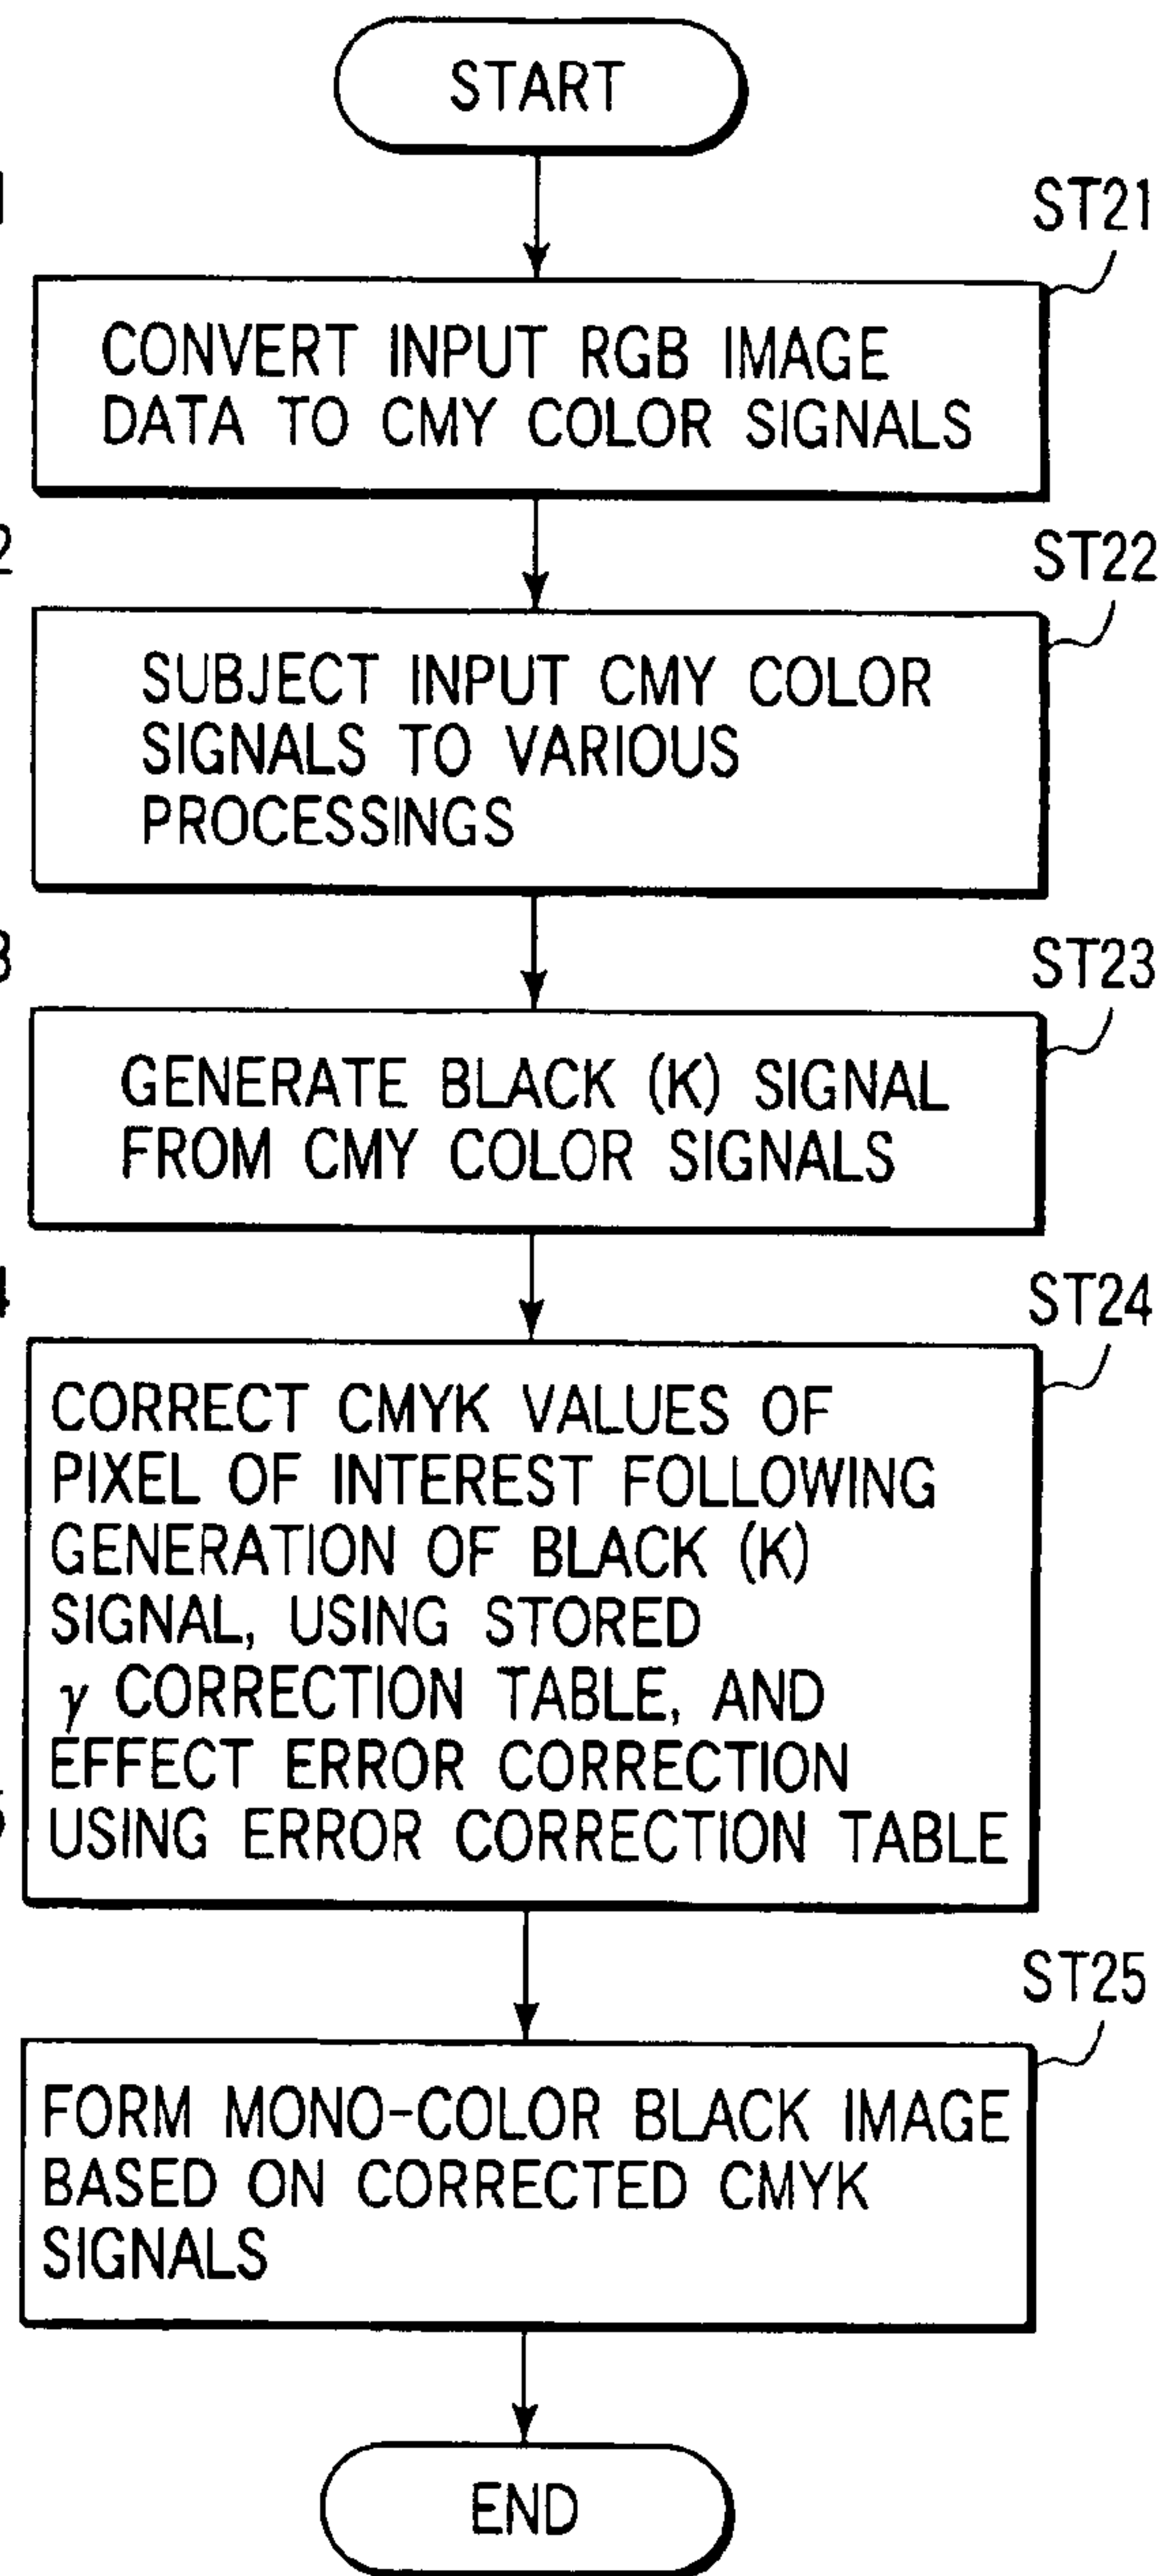 START
ST21
CONVERT INPUT RGB IMAGE
DATA TO CMY COLOR SIGNALS
ST22
SUBJECT INPUT CMY COLOR
SIGNALS TO VARIOUS
PROCESSINGS
ST23
GENERATE BLACK (K) SIGNAL
FROM CMY COLOR SIGNALS
ST24
CORRECT CMYK VALUES OF
PIXEL OF INTEREST FOLLOWING
GENERATION OF BLACK (K)
SIGNAL, USING STORED
γ CORRECTION TABLE, AND
EFFECT ERROR CORRECTION
USING ERROR CORRECTION TABLE
ST25
FORM MONO-COLOR BLACK IMAGE
BASED ON CORRECTED CMYK
SIGNALS
END